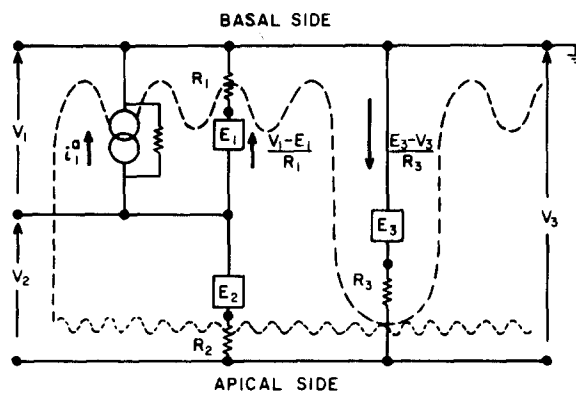 BASAL SIDE
R1
V1
i1^a
E1
V1-E1
R1
E3-V3
R3
V3
E3
V2
E2
R3
R2
APICAL SIDE